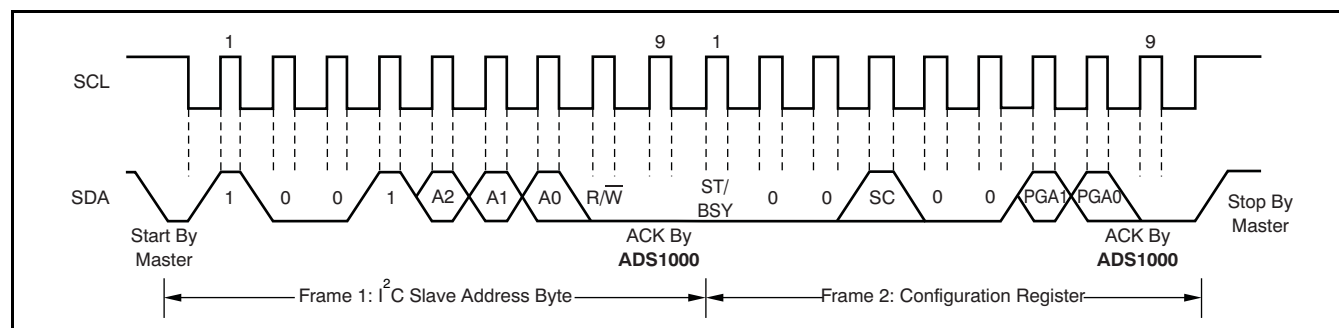 1 9 1 9
SCL
SDA
1 0 0 1 A2 A1 A0 R/W̅ ST/
BSY 0 0 SC 0 0 PGA1 PGA0
Start By
Master
ACK By
ADS1000
ACK By
ADS1000
Stop By
Master
Frame 1: I²C Slave Address Byte
Frame 2: Configuration Register